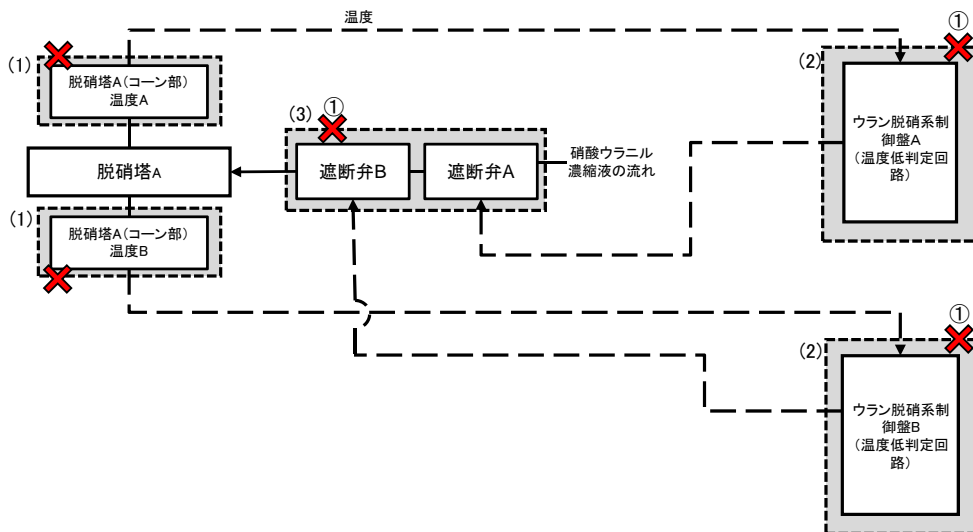 温度
①
(1)
脱硝塔A(コーン部)
温度A
(2)
ウラン脱硝系制
御盤A
(温度低判定回
路)
(3)
①
遮断弁B
遮断弁A
硝酸ウラニル
濃縮液の流れ
脱硝塔A
(1)
脱硝塔A(コーン部)
温度B
①
(2)
ウラン脱硝系制
御盤B
(温度低判定回
路)